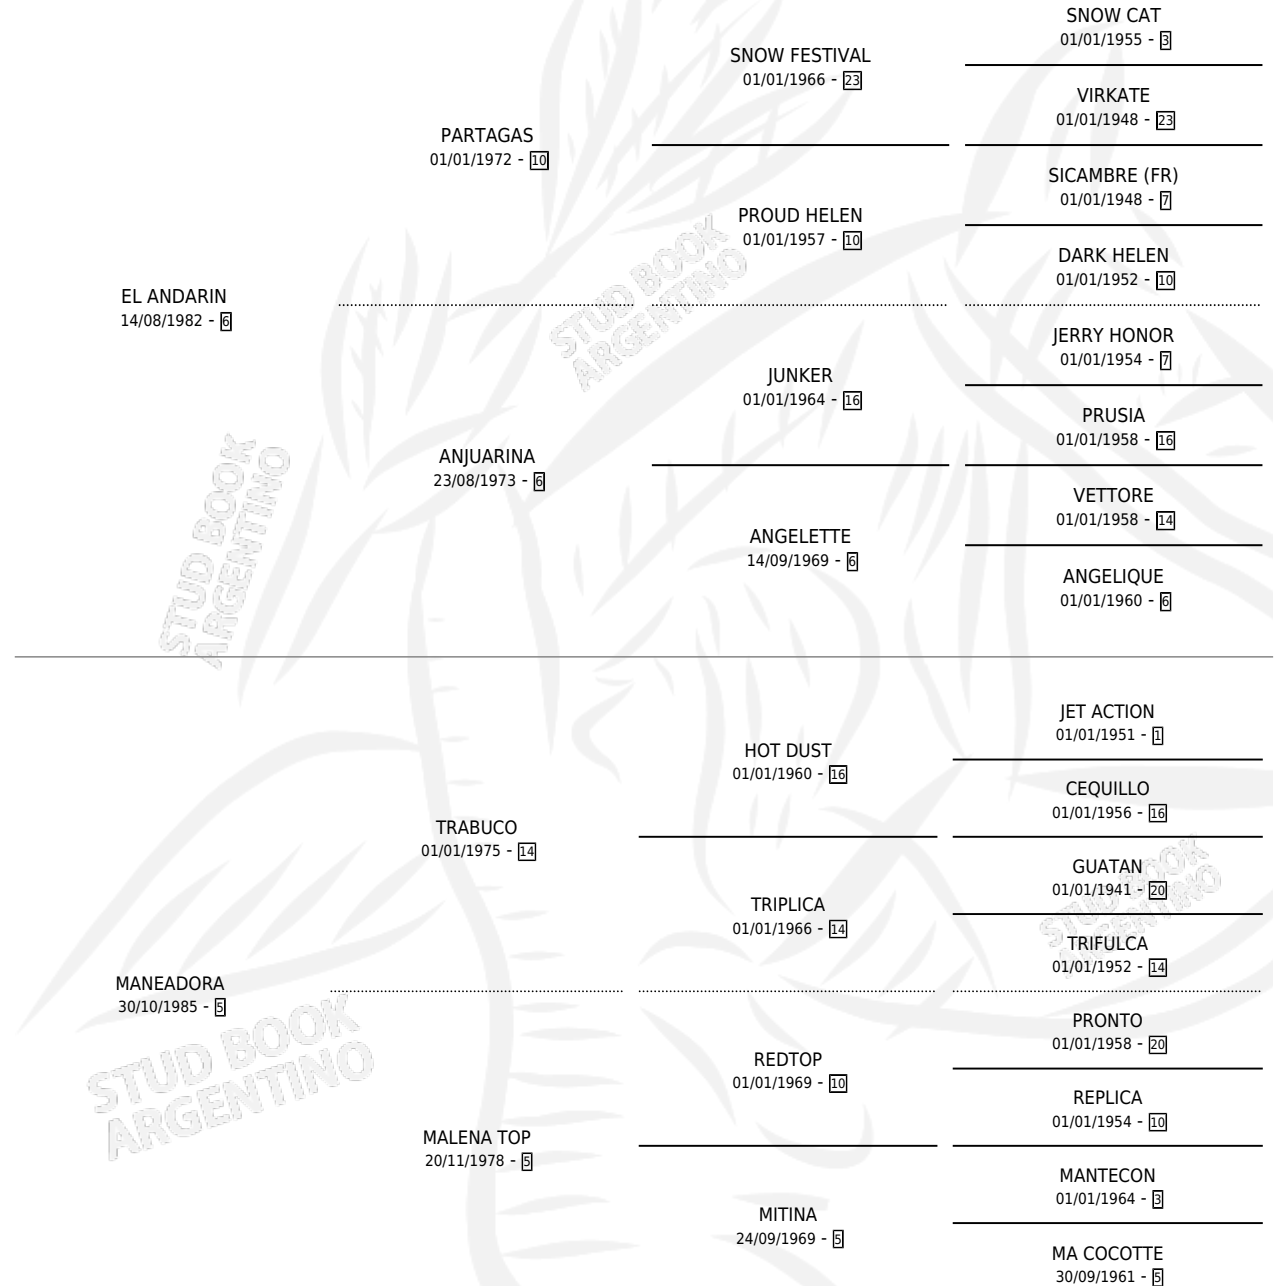 SNOW CAT
01/01/1955 - 3
SNOW FESTIVAL
01/01/1966 - 23
VIRKATE
01/01/1948 - 23
PARTAGAS
01/01/1972 - 10
SICAMBRE (FR)
01/01/1948 - 7
PROUD HELEN
01/01/1957 - 10
DARK HELEN
01/01/1952 - 10
EL ANDARIN
14/08/1982 - 6
STUD BOOK
ARGENTINO
JERRY HONOR
01/01/1954 - 7
JUNKER
01/01/1964 - 16
PRUSIA
01/01/1958 - 16
ANJUARINA
23/08/1973 - 6
VETTORE
01/01/1958 - 14
ANGELETTE
14/09/1969 - 6
ANGELIQUE
01/01/1960 - 6
STUD BOOK
ARGENTINO
JET ACTION
01/01/1951 - 1
HOT DUST
01/01/1960 - 16
CEQUILLO
01/01/1956 - 16
TRABUCO
01/01/1975 - 14
GUATAN
01/01/1941 - 20
TRIPLICA
01/01/1966 - 14
TRIFULCA
01/01/1952 - 14
STUD BOOK
ARGENTINO
MANEADORA
30/10/1985 - 5
PRONTO
01/01/1958 - 20
REDTOP
01/01/1969 - 10
REPLICA
01/01/1954 - 10
STUD BOOK
ARGENTINO
MALENA TOP
20/11/1978 - 5
MANTECON
01/01/1964 - 3
MITINA
24/09/1969 - 5
MA COCOTTE
30/09/1961 - 5